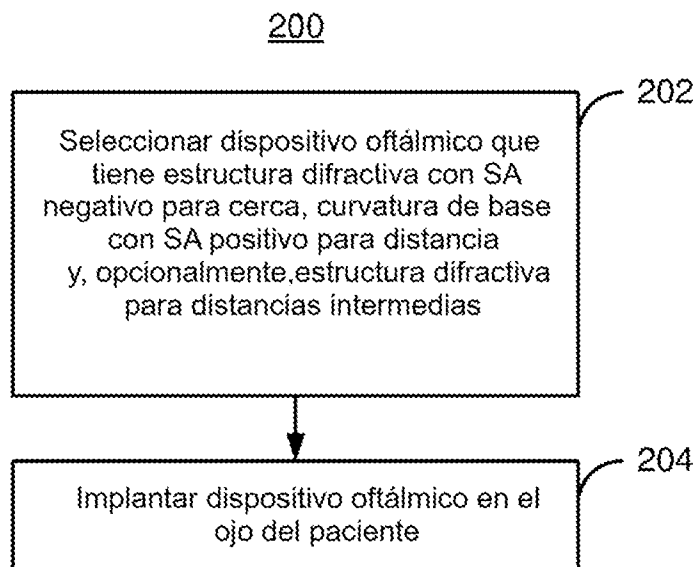 200
202
Seleccionar dispositivo oftálmico que
tiene estructura difractiva con SA
negativo para cerca, curvatura de base
con SA positivo para distancia
y, opcionalmente,estructura difractiva
para distancias intermedias
204
Implantar dispositivo oftálmico en el
ojo del paciente